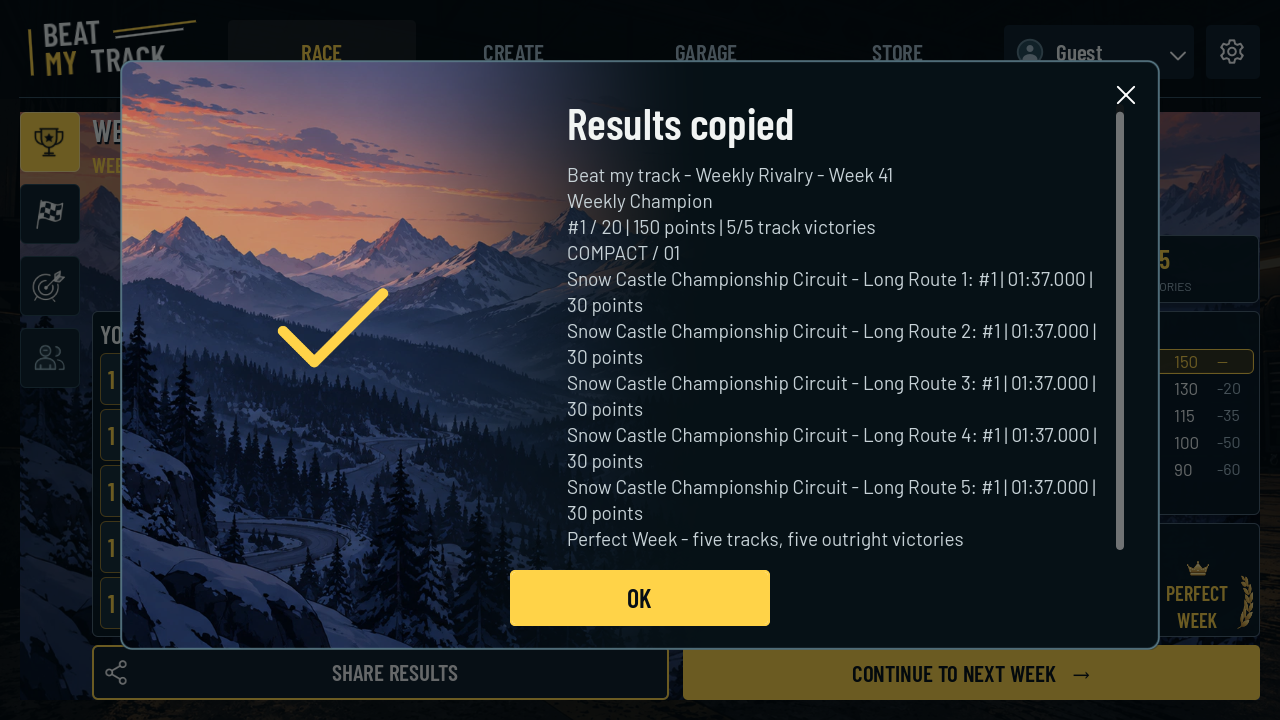 BEAT
MY TRACK
RACE
CREATE
GARAGE
STORE
Guest
Results copied
Beat my track - Weekly Rivalry - Week 41
Weekly Champion
#1 / 20 | 150 points | 5/5 track victories
COMPACT / 01
Snow Castle Championship Circuit - Long Route 1: #1 | 01:37.000 |
30 points
Snow Castle Championship Circuit - Long Route 2: #1 | 01:37.000 |
30 points
Snow Castle Championship Circuit - Long Route 3: #1 | 01:37.000 |
30 points
Snow Castle Championship Circuit - Long Route 4: #1 | 01:37.000 |
30 points
Snow Castle Championship Circuit - Long Route 5: #1 | 01:37.000 |
30 points
Perfect Week - five tracks, five outright victories
OK
1
1
1
1
1
150 –
130 -20
115 -35
100 -50
90 -60
PERFECT
WEEK
SHARE RESULTS
CONTINUE TO NEXT WEEK →